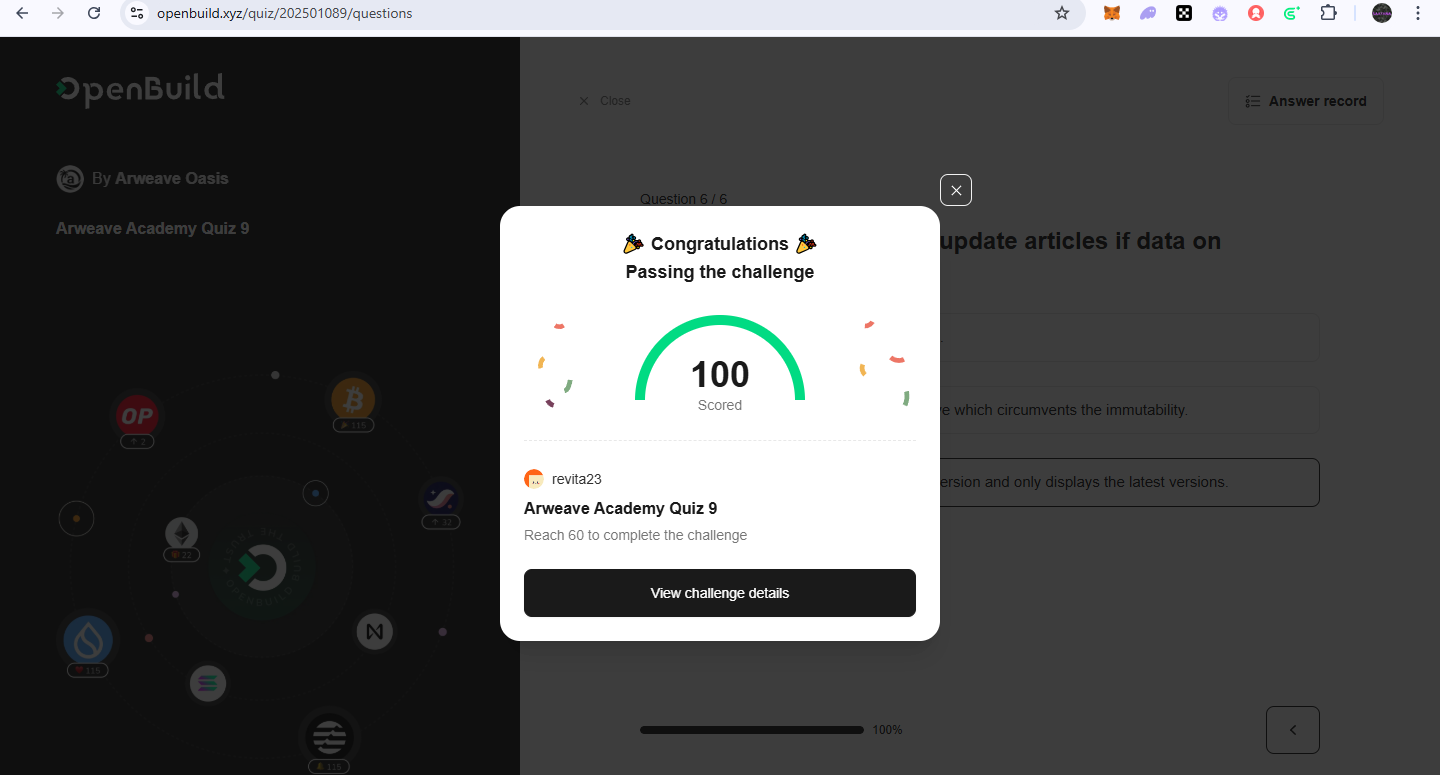 openbuild.xyz/quiz/202501089/questions
OpenBuild
Close
Answer record
By Arweave Oasis
Arweave Academy Quiz 9
Question 6 / 6
update articles if data on
which circumvents the immutability.
and only displays the latest versions.
Congratulations
Passing the challenge
100
Scored
revita23
Arweave Academy Quiz 9
Reach 60 to complete the challenge
View challenge details
OP
2
115
32
22
115
115
100%